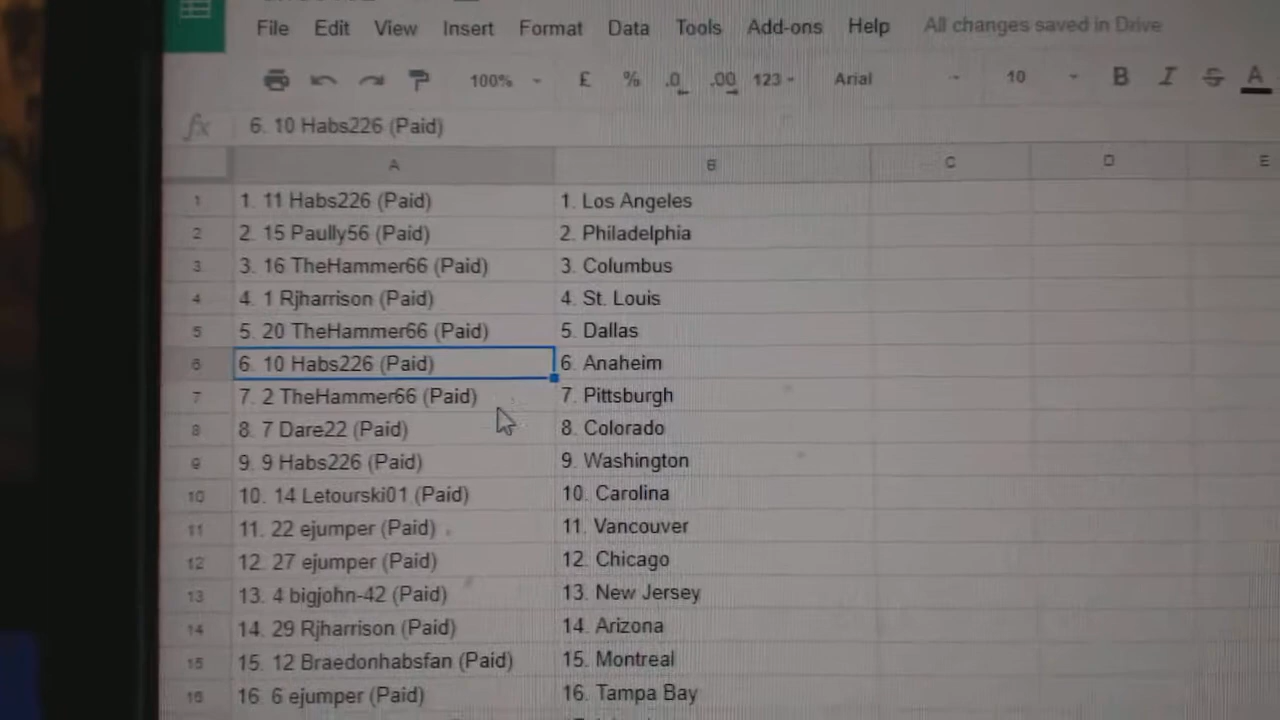 File Edit View Insert Format Data Tools Add-ons Help All changes saved in Drive
100% £ % .0 .00 123 Arial 10 B I S A
fx 6. 10 Habs226 (Paid)
A B C D E
1 1. 11 Habs226 (Paid) 1. Los Angeles
2 2. 15 Paully56 (Paid) 2. Philadelphia
3 3. 16 TheHammer66 (Paid) 3. Columbus
4 4. 1 Rjharrison (Paid) 4. St. Louis
5 5. 20 TheHammer66 (Paid) 5. Dallas
6 6. 10 Habs226 (Paid) 6. Anaheim
7 7. 2 TheHammer66 (Paid) 7. Pittsburgh
8 8. 7 Dare22 (Paid) 8. Colorado
9 9. 9 Habs226 (Paid) 9. Washington
10 10. 14 Letourski01 (Paid) 10. Carolina
11 11. 22 ejumper (Paid) 11. Vancouver
12 12. 27 ejumper (Paid) 12. Chicago
13 13. 4 bigjohn-42 (Paid) 13. New Jersey
14 14. 29 Rjharrison (Paid) 14. Arizona
15 15. 12 Braedonhabsfan (Paid) 15. Montreal
16 16. 6 ejumper (Paid) 16. Tampa Bay